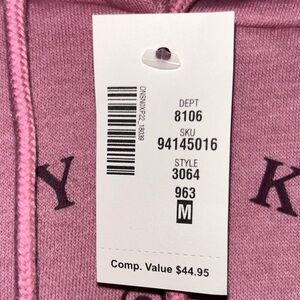 DEPT
8106
SKU
94145016
STYLE
3064
963
M
Comp. Value $44.95
Y
K